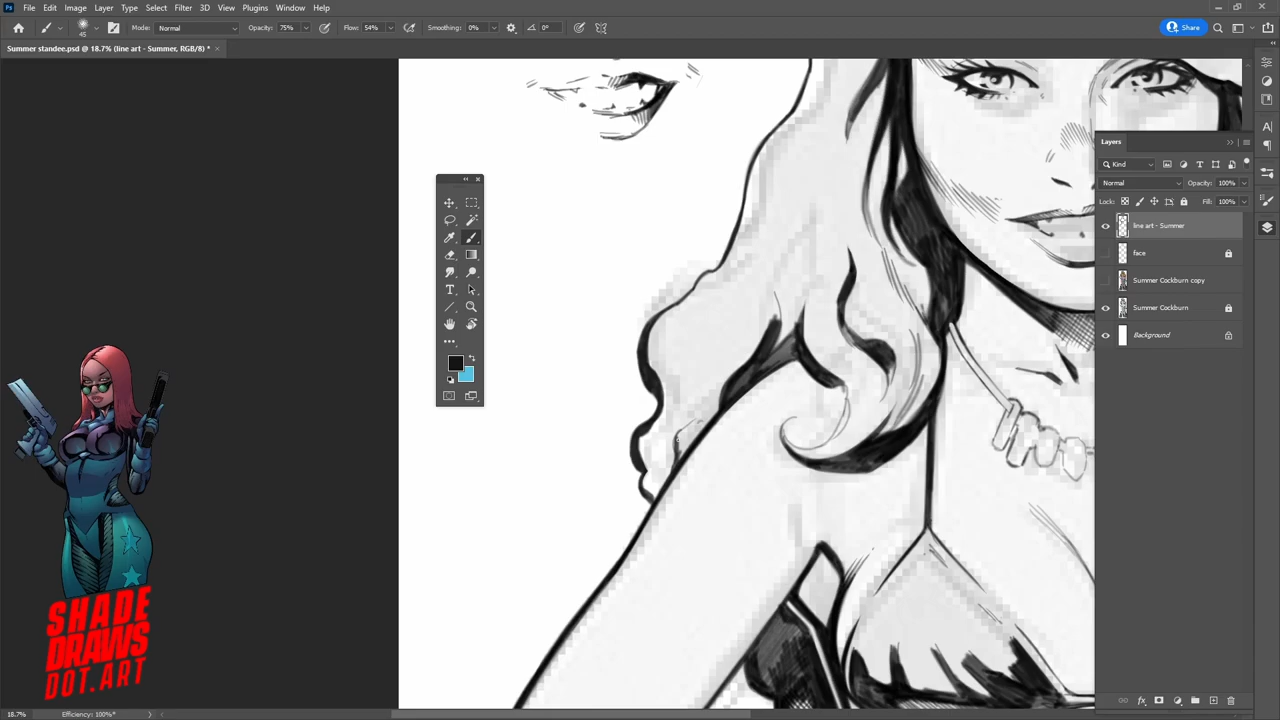 File Edit Image Layer Type Select Filter 3D View Plugins Window Help
45 Mode: Normal Opacity: 75% Flow: 54% Smoothing: 0% 0° Share
Summer standee.psd @ 18.7% (line art - Summer, RGB/8) * ×
Layers
Kind
Normal Opacity: 100%
Lock: Fill: 100%
line art - Summer
face
Summer Cockburn copy
Summer Cockburn
Background
SHADE
DRAWS
DOT.ART
18.7% Efficiency: 100%*